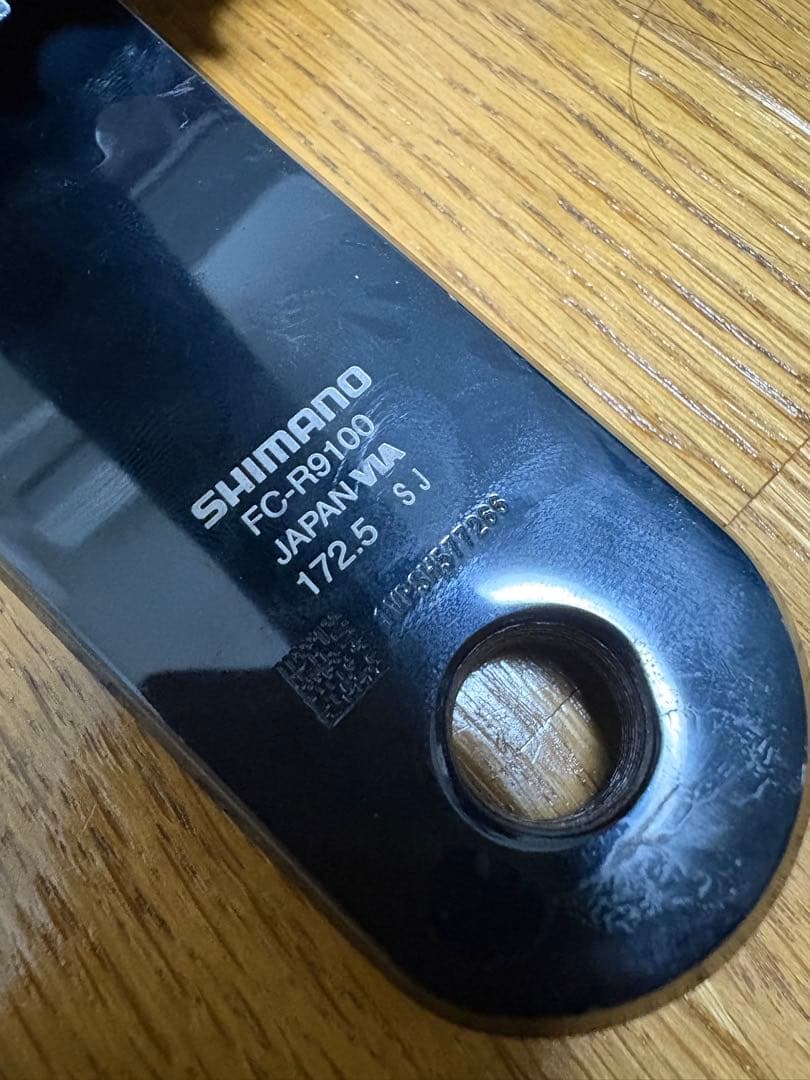 SHIMANO
FC-R9100
JAPAN VIA
172.5 SJ